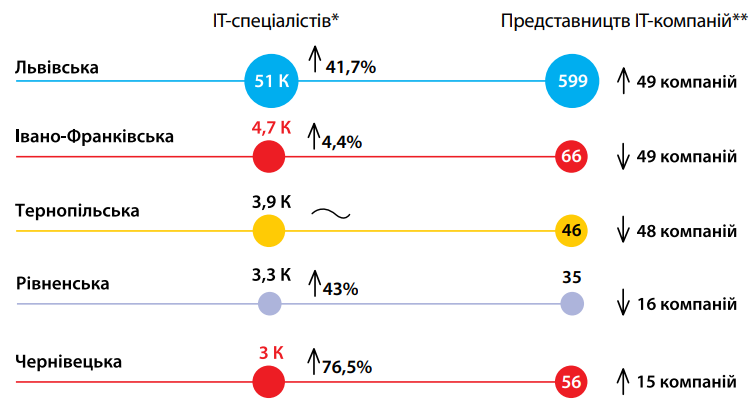 ІТ-спеціалістів* Представництв ІТ-компаній**
Львівська 51 К 41,7% 599 49 компаній
Івано-Франківська 4,7 К 4,4% 66 49 компаній
Тернопільська 3,9 К 46 48 компаній
Рівненська 3,3 К 43% 35 16 компаній
Чернівецька 3 К 76,5% 56 15 компаній